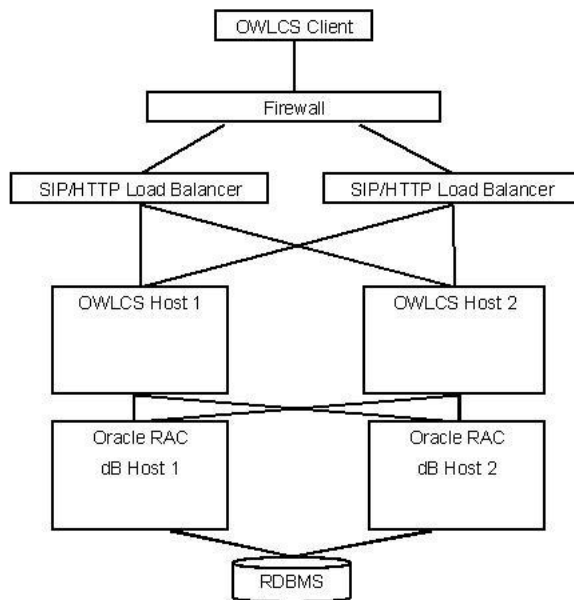 OWLCS Client
Firewall
SIP/HTTP Load Balancer
SIP/HTTP Load Balancer
OWLCS Host 1
OWLCS Host 2
Oracle RAC
dB Host 1
Oracle RAC
dB Host 2
RDBMS